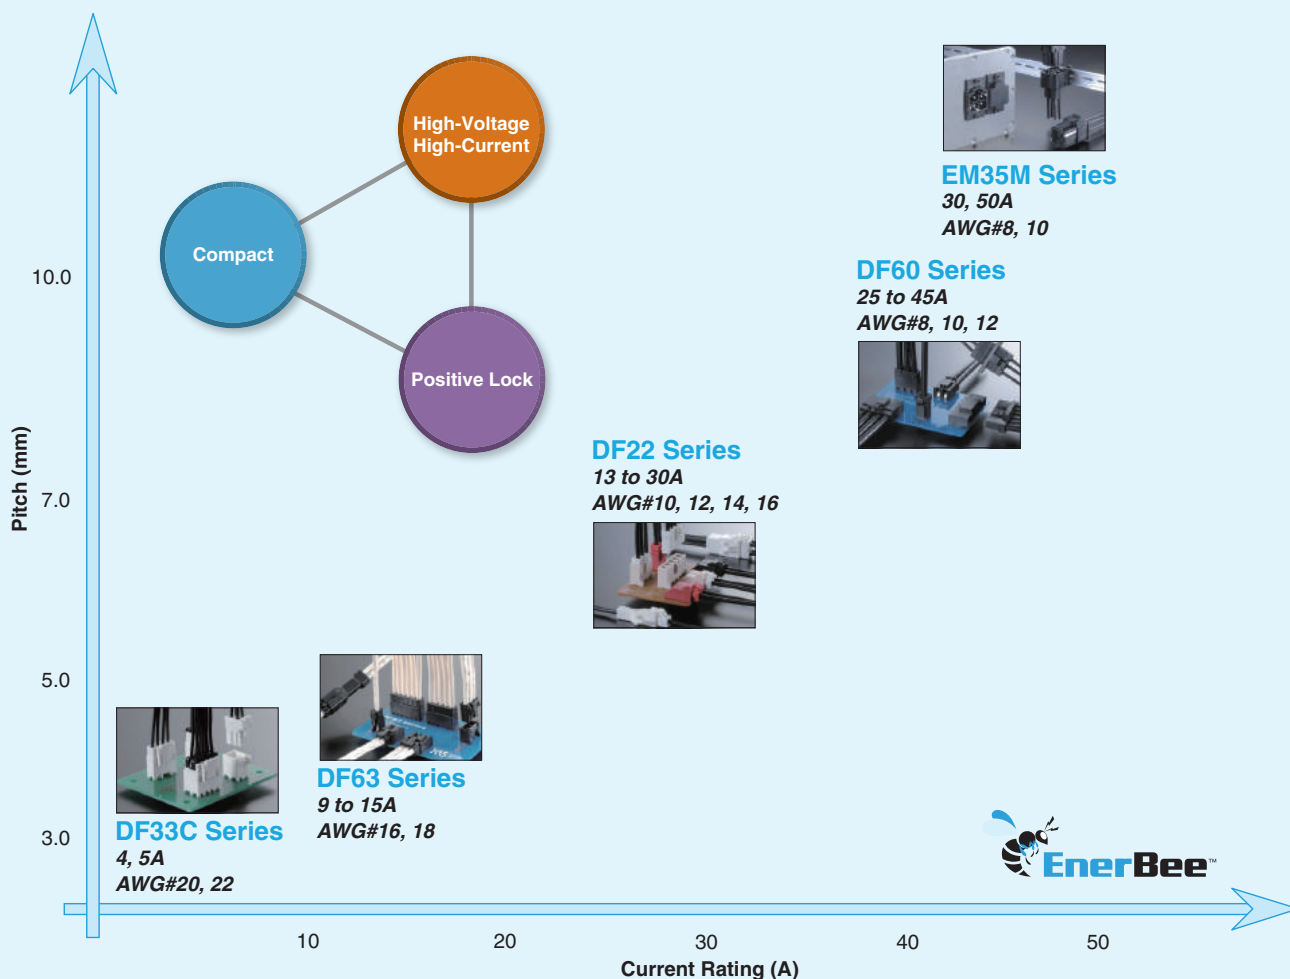 High-Voltage
High-Current
Compact
Positive Lock
EM35M Series
30, 50A
AWG#8, 10
DF60 Series
25 to 45A
AWG#8, 10, 12
DF22 Series
13 to 30A
AWG#10, 12, 14, 16
DF63 Series
9 to 15A
AWG#16, 18
DF33C Series
4, 5A
AWG#20, 22
Pitch (mm)
10.0
7.0
5.0
3.0
EnerBee™
10
20
30
40
50
Current Rating (A)